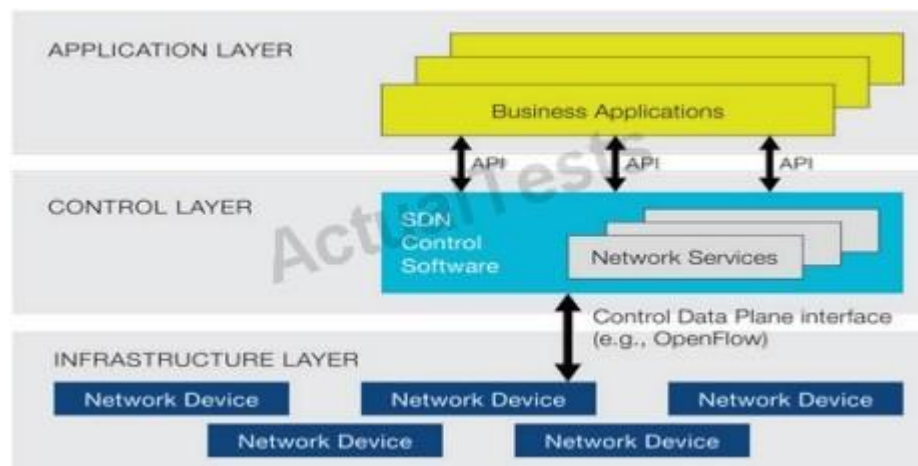 APPLICATION LAYER
Business Applications
API
API
API
CONTROL LAYER
SDN
Control
Software
Network Services
Control Data Plane interface
(e.g., OpenFlow)
INFRASTRUCTURE LAYER
Network Device
Network Device
Network Device
Network Device
Network Device
ActualTests